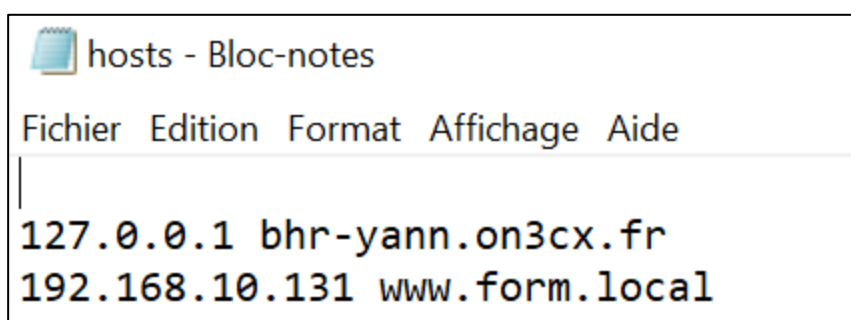 hosts - Bloc-notes
Fichier Edition Format Affichage Aide
127.0.0.1 bhr-yann.on3cx.fr
192.168.10.131 www.form.local